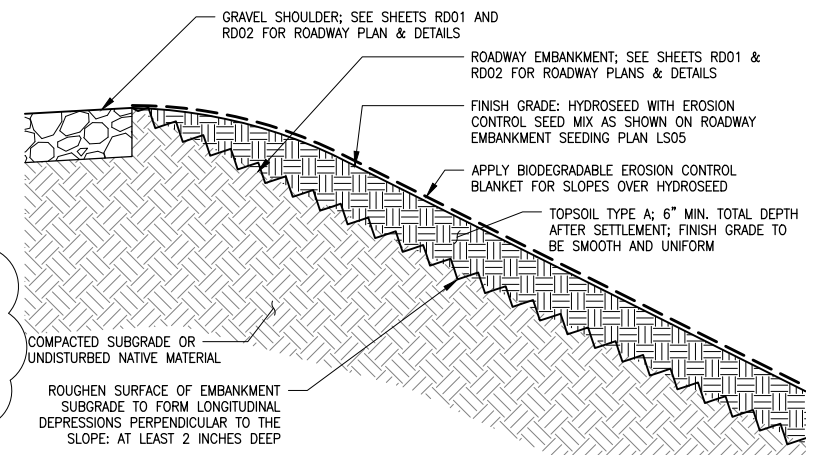 GRAVEL SHOULDER; SEE SHEETS RD01 AND
RD02 FOR ROADWAY PLAN & DETAILS
ROADWAY EMBANKMENT; SEE SHEETS RD01 &
RD02 FOR ROADWAY PLANS & DETAILS
FINISH GRADE: HYDROSEED WITH EROSION
CONTROL SEED MIX AS SHOWN ON ROADWAY
EMBANKMENT SEEDING PLAN LS05
APPLY BIODEGRADABLE EROSION CONTROL
BLANKET FOR SLOPES OVER HYDROSEED
TOPSOIL TYPE A; 6" MIN. TOTAL DEPTH
AFTER SETTLEMENT; FINISH GRADE TO
BE SMOOTH AND UNIFORM
COMPACTED SUBGRADE OR
UNDISTURBED NATIVE MATERIAL
ROUGHEN SURFACE OF EMBANKMENT
SUBGRADE TO FORM LONGITUDINAL
DEPRESSIONS PERPENDICULAR TO THE
SLOPE: AT LEAST 2 INCHES DEEP